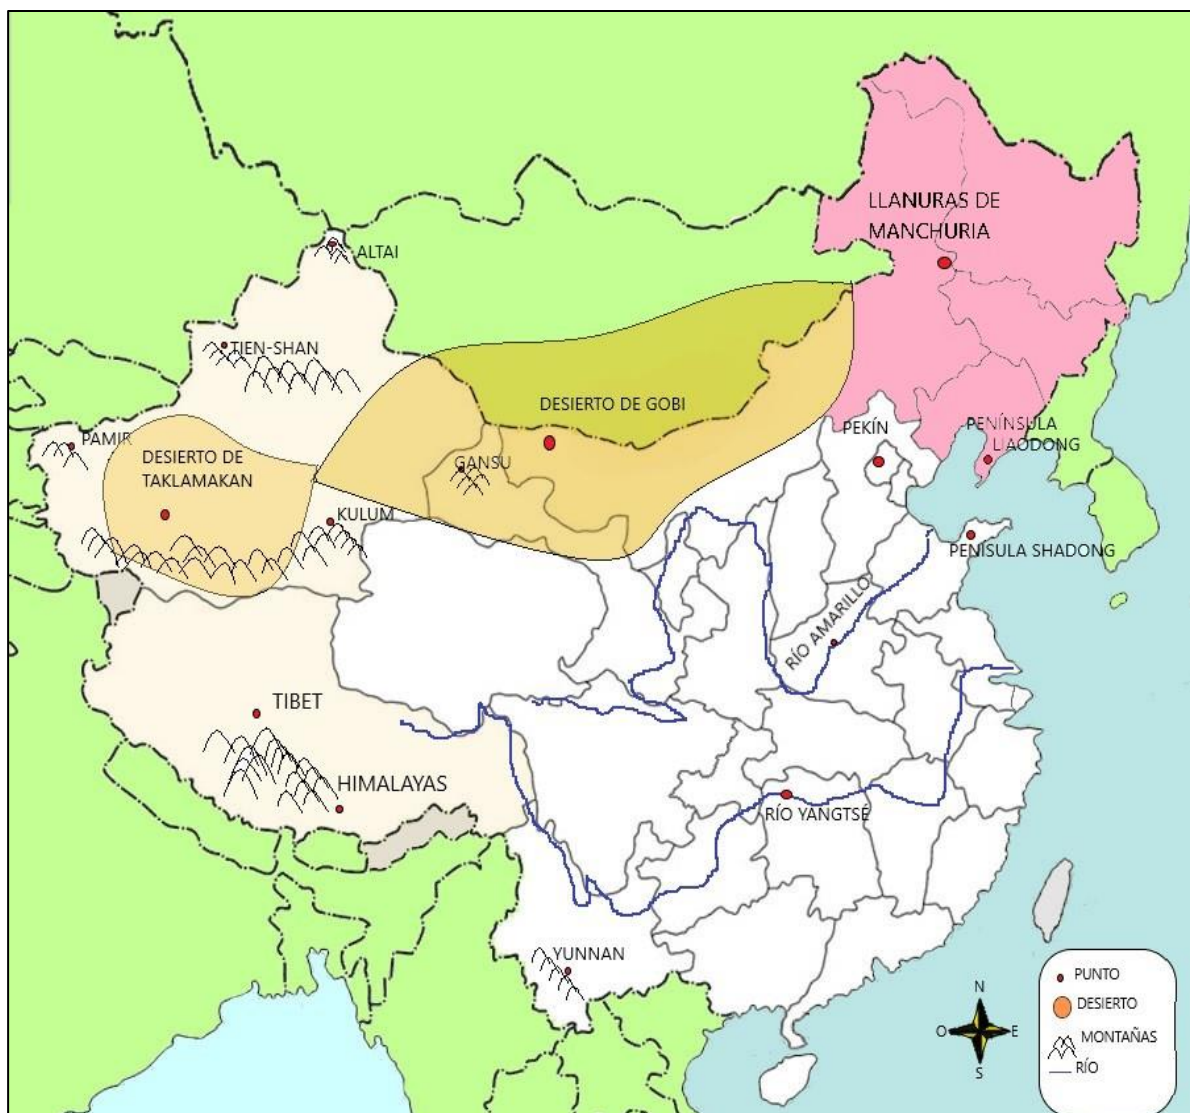 LLANURAS DE
MANCHURIA
ALTAI
TIEN-SHAN
DESIERTO DE GOBI
PEKÍN
PENÍNSULA
LIAODONG
PAMIR
DESIERTO DE
TAKLAMAKAN
GANSU
KULUM
PENISULA SHADONG
RÍO AMARILLO
TIBET
HIMALAYAS
RÍO YANGTSÉ
YUNNAN
N
O
E
S
PUNTO
DESIERTO
MONTAÑAS
RÍO